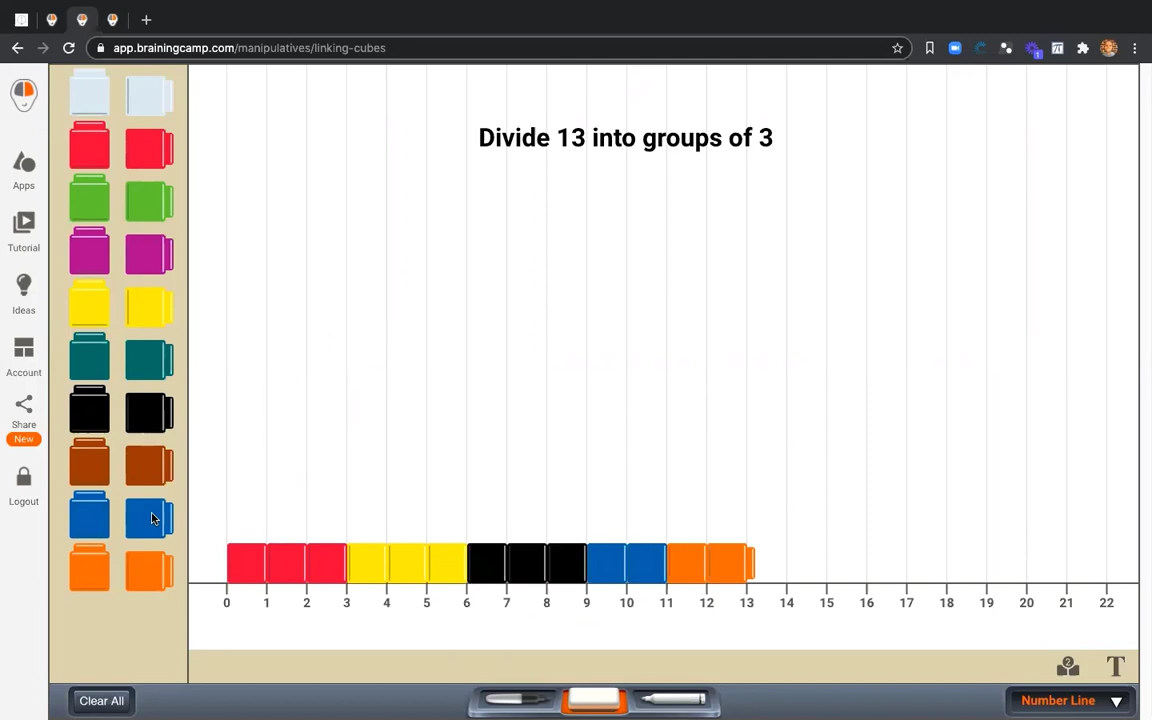 app.brainingcamp.com/manipulatives/linking-cubes
1
Divide 13 into groups of 3
Apps
Tutorial
Ideas
Account
Share
New
Logout
0 1 2 3 4 5 6 7 8 9 10 11 12 13 14 15 16 17 18 19 20 21 22
2
T
Clear All
Number Line